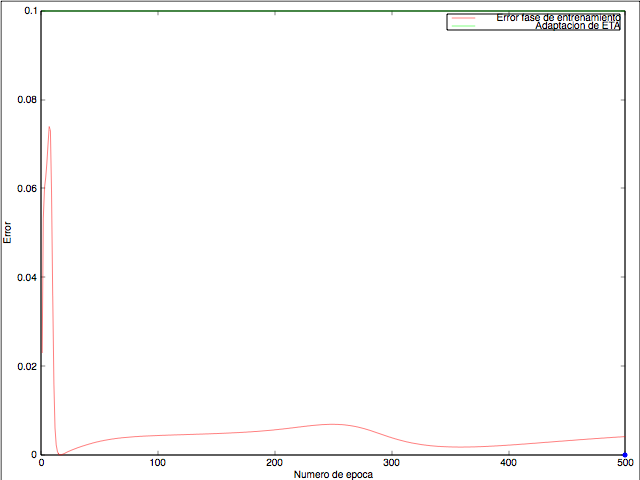 0.1
Error fase de entrenamiento
Adaptacion de ETA
0.08
0.06
Error
0.04
0.02
0
0 100 200 300 400 500
Numero de epoca